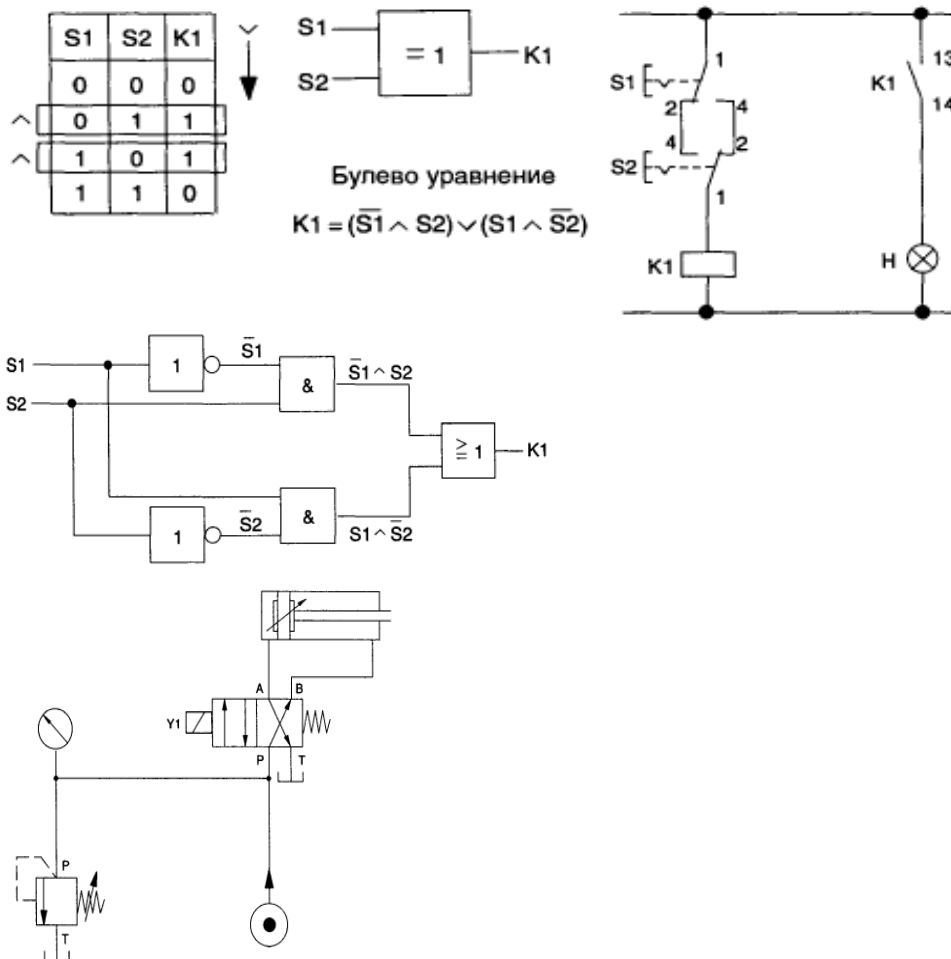 S1 S2 K1
0 0 0
^ 0 1 1
^ 1 0 1
1 1 0
∨
S1
S2
= 1
K1
Булево уравнение
K1 = (S̅1̅ ∧ S2) ∨ (S1 ∧ S̅2̅)
S1
1
2 4
4 2
S2
1
K1
13
K1
14
H
S1
1
S̅1
&
S̅1 ^ S2
S2
≥ 1
K1
1
S̅2
&
S1 ^ S̅2
A B
Y1
P T
P
T